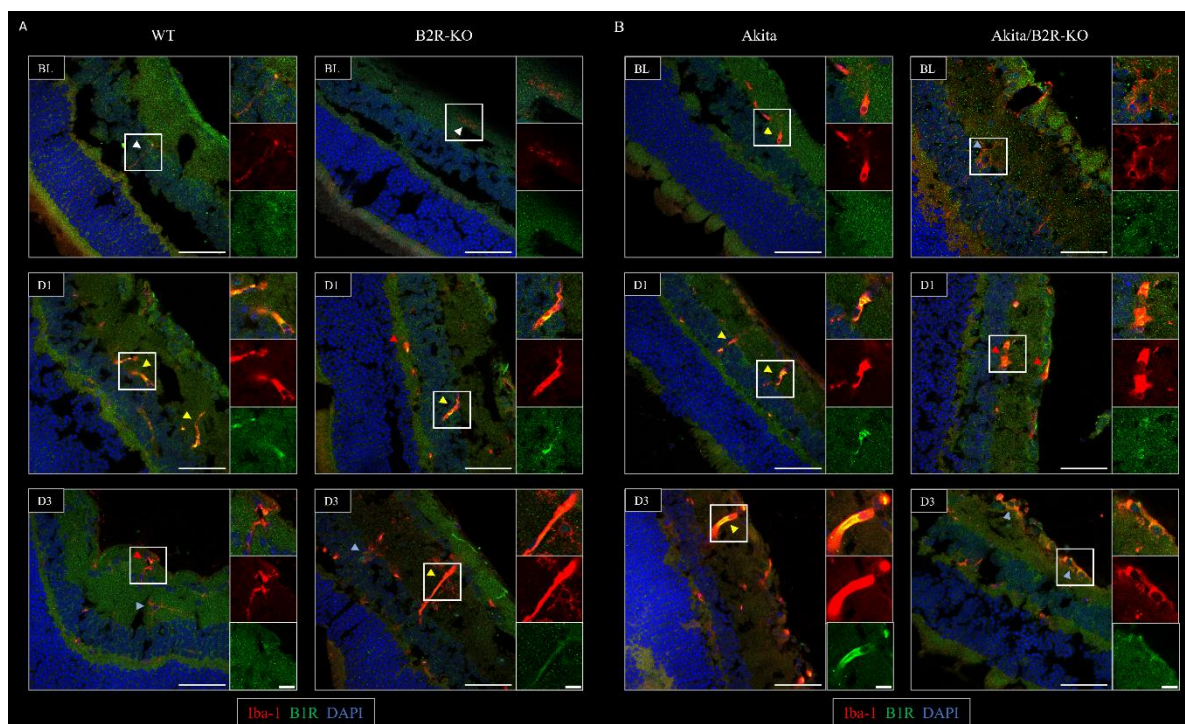 A
WT
B2R-KO
B
Akita
Akita/B2R-KO
BL
BL
BL
BL
D1
D1
D1
D1
D3
D3
D3
D3
Iba-1 B1R DAPI
Iba-1 B1R DAPI